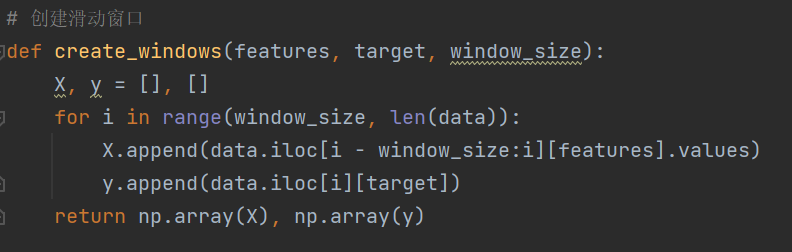 # 创建滑动窗口
def create_windows(features, target, window_size):
    X, y = [], []
    for i in range(window_size, len(data)):
        X.append(data.iloc[i - window_size:i][features].values)
        y.append(data.iloc[i][target])
    return np.array(X), np.array(y)